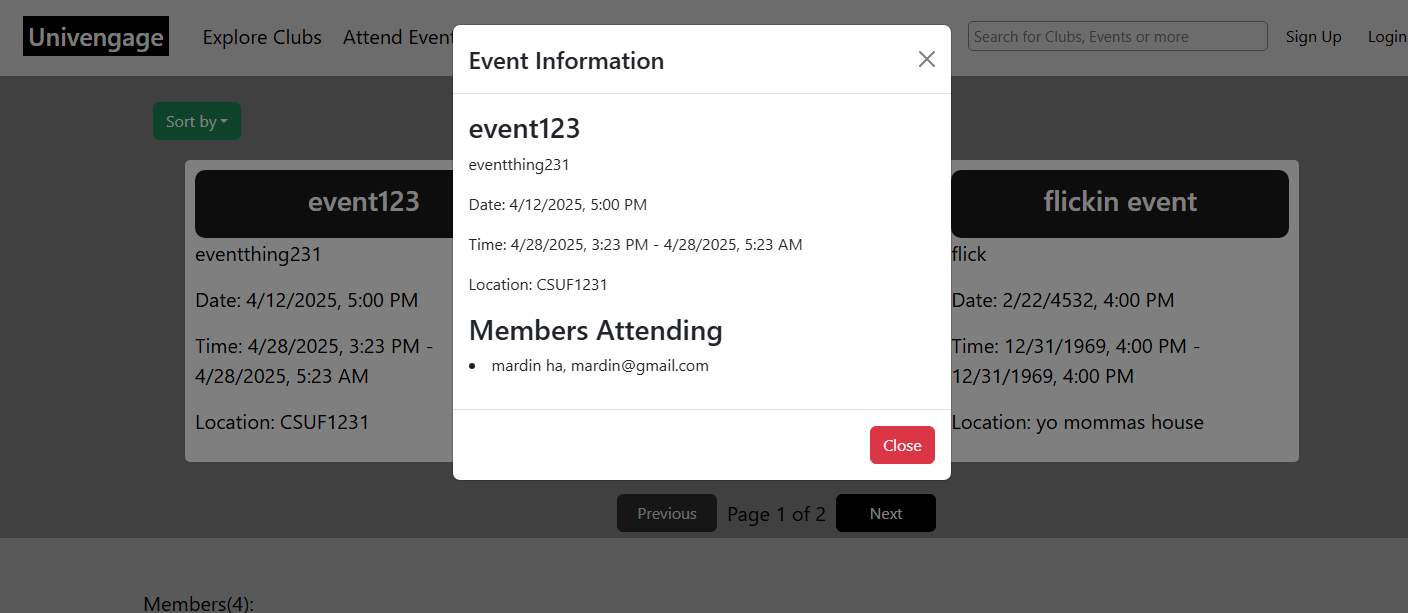 Univengage
Explore Clubs
Attend Event
Search for Clubs, Events or more
Sign Up
Login
Event Information
event123
eventthing231
Date: 4/12/2025, 5:00 PM
Time: 4/28/2025, 3:23 PM - 4/28/2025, 5:23 AM
Location: CSUF1231
Members Attending
mardin ha, mardin@gmail.com
Close
Sort by
event123
eventthing231
Date: 4/12/2025, 5:00 PM
Time: 4/28/2025, 3:23 PM -
4/28/2025, 5:23 AM
Location: CSUF1231
flickin event
flick
Date: 2/22/4532, 4:00 PM
Time: 12/31/1969, 4:00 PM -
12/31/1969, 4:00 PM
Location: yo mommas house
Previous
Page 1 of 2
Next
Members(4):